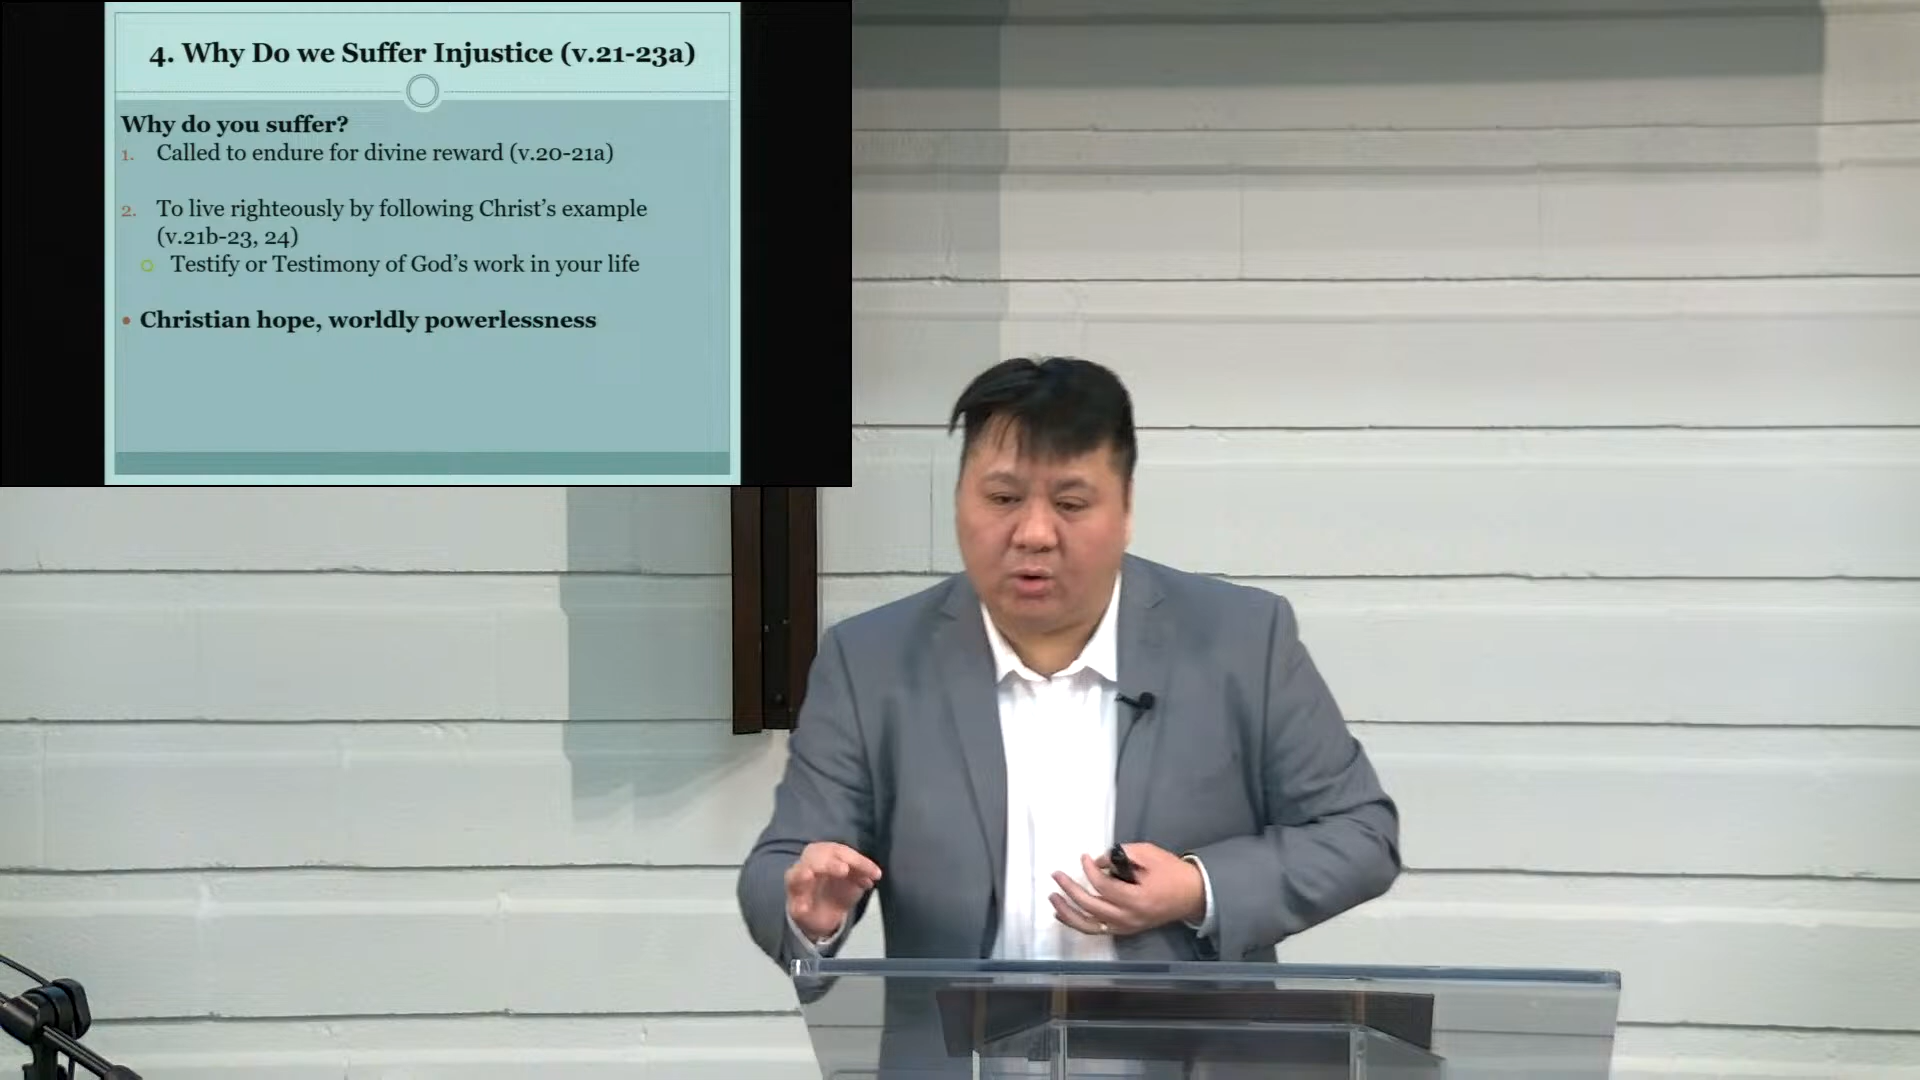 4. Why Do we Suffer Injustice (v.21-23a)
Why do you suffer?
1. Called to endure for divine reward (v.20-21a)
2. To live righteously by following Christ's example
(v.21b-23, 24)
Testify or Testimony of God's work in your life
• Christian hope, worldly powerlessness